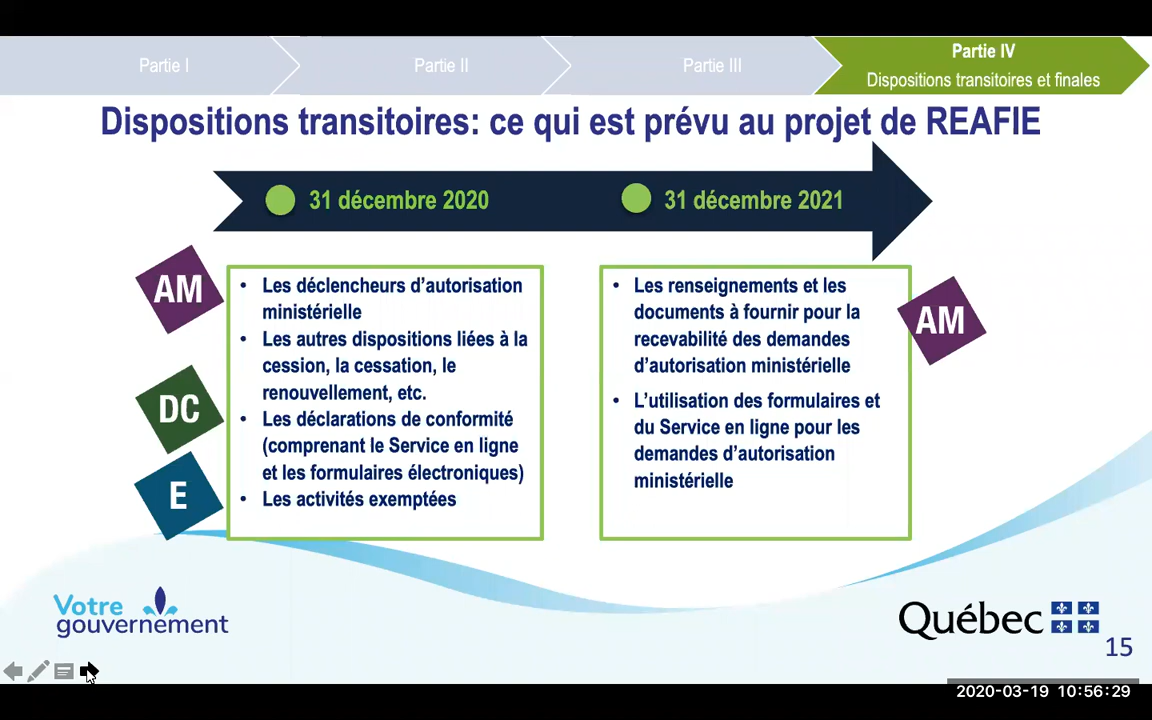 Partie I
Partie II
Partie III
Partie IV
Dispositions transitoires et finales
Dispositions transitoires: ce qui est prévu au projet de REAFIE
31 décembre 2020
31 décembre 2021
AM
DC
E
• Les déclencheurs d’autorisation
ministérielle
• Les autres dispositions liées à la
cession, la cessation, le
renouvellement, etc.
• Les déclarations de conformité
(comprenant le Service en ligne
et les formulaires électroniques)
• Les activités exemptées
• Les renseignements et les
documents à fournir pour la
recevabilité des demandes
d’autorisation ministérielle
• L’utilisation des formulaires et
du Service en ligne pour les
demandes d’autorisation
ministérielle
AM
Votre
gouvernement
Québec
15
2020-03-19 10:56:29